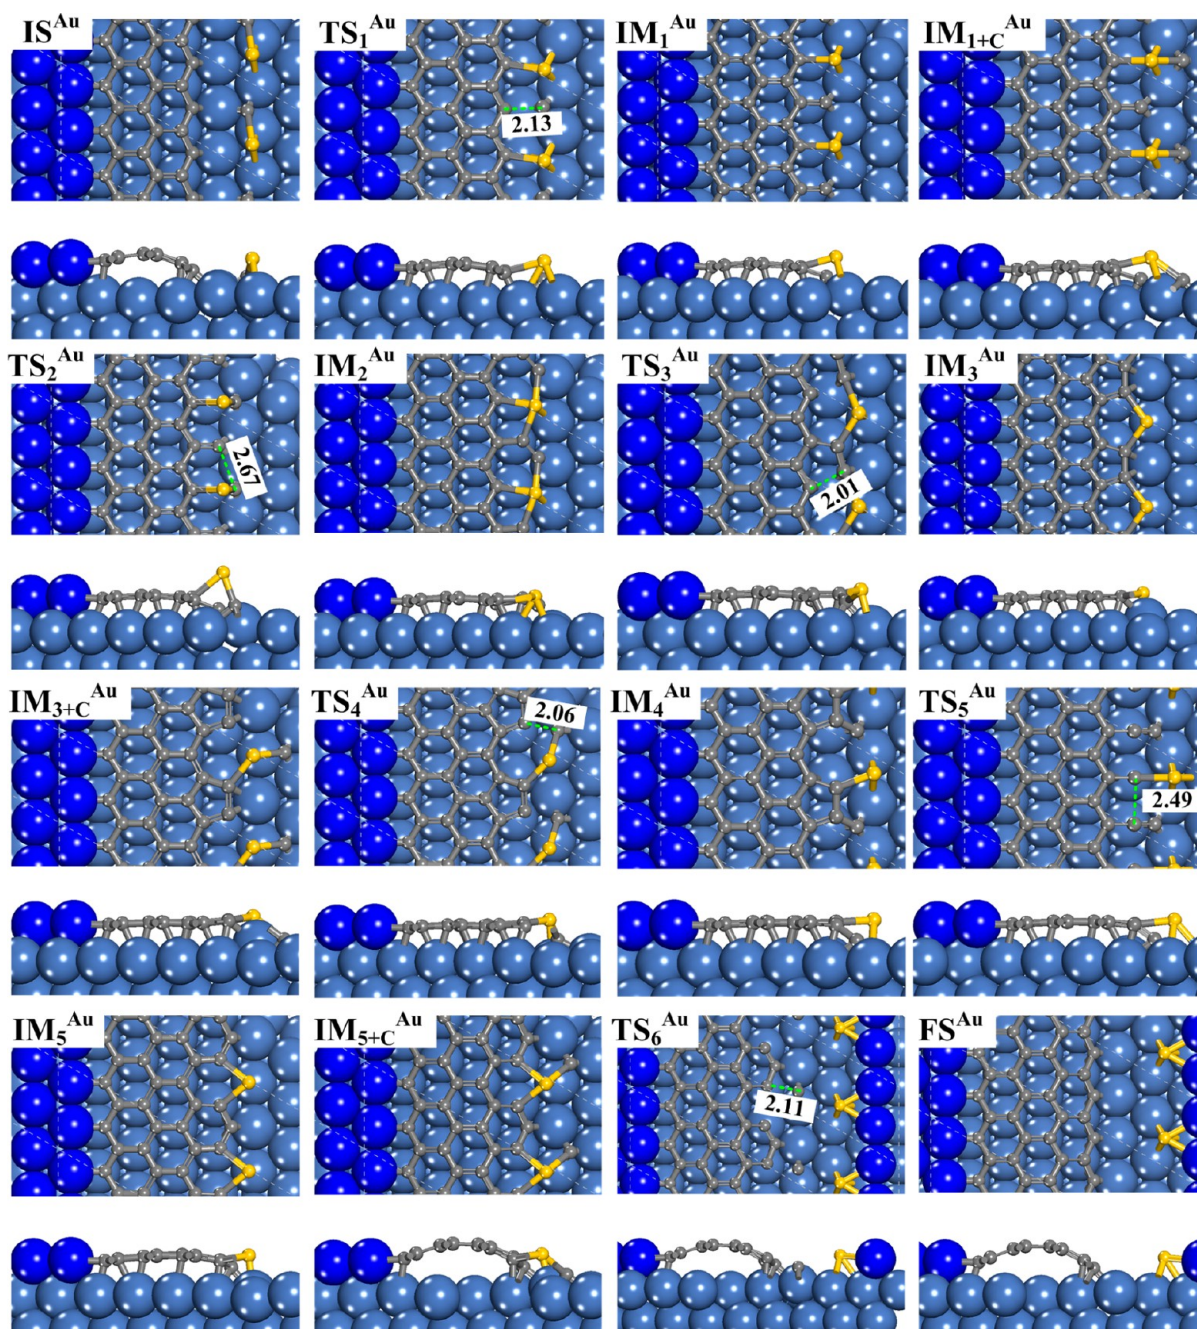 IS^Au TS₁^Au IM₁^Au IM₁₊C^Au
2.13
TS₂^Au IM₂^Au TS₃^Au IM₃^Au
2.67 2.01
IM₃₊C^Au TS₄^Au IM₄^Au TS₅^Au
2.06
2.49
IM₅^Au IM₅₊C^Au TS₆^Au FS^Au
2.11